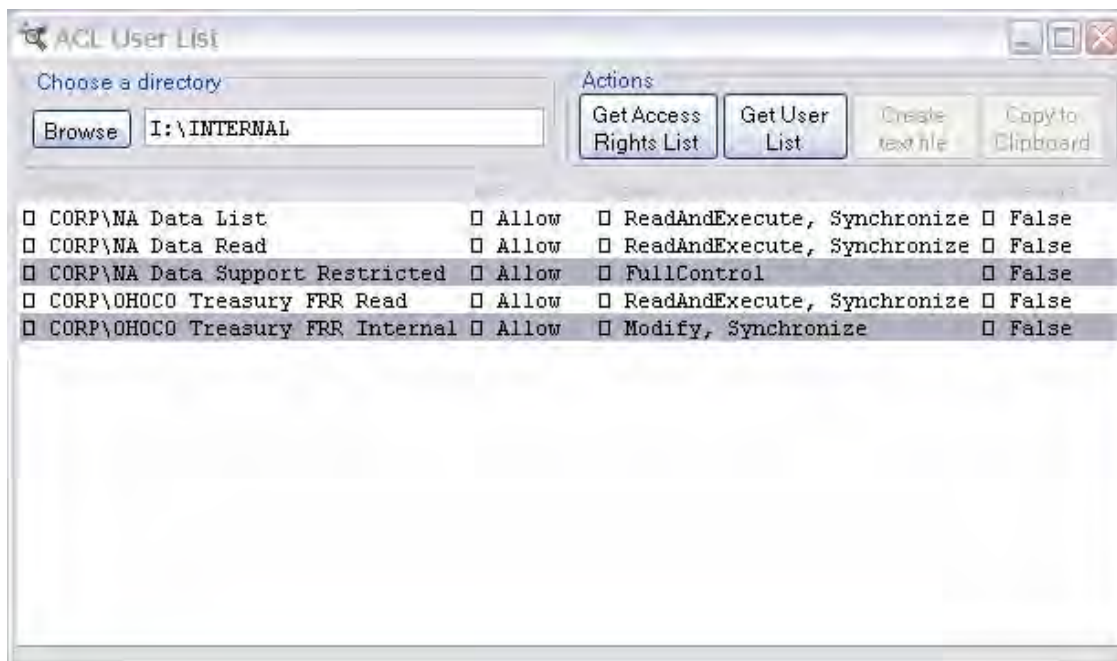 ACL User List
Choose a directory
Browse I:\INTERNAL
Actions
Get Access Rights List
Get User List
Create text file
Copy to Clipboard
CORP\NA Data List Allow ReadAndExecute, Synchronize False
CORP\NA Data Read Allow ReadAndExecute, Synchronize False
CORP\NA Data Support Restricted Allow FullControl False
CORP\OHOCO Treasury FRR Read Allow ReadAndExecute, Synchronize False
CORP\OHOCO Treasury FRR Internal Allow Modify, Synchronize False